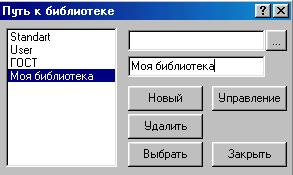 Путь к библиотеке
Standart
User
ГОСТ
Моя библиотека
...
Моя библиотека
Новый
Управление
Удалить
Выбрать
Закрыть